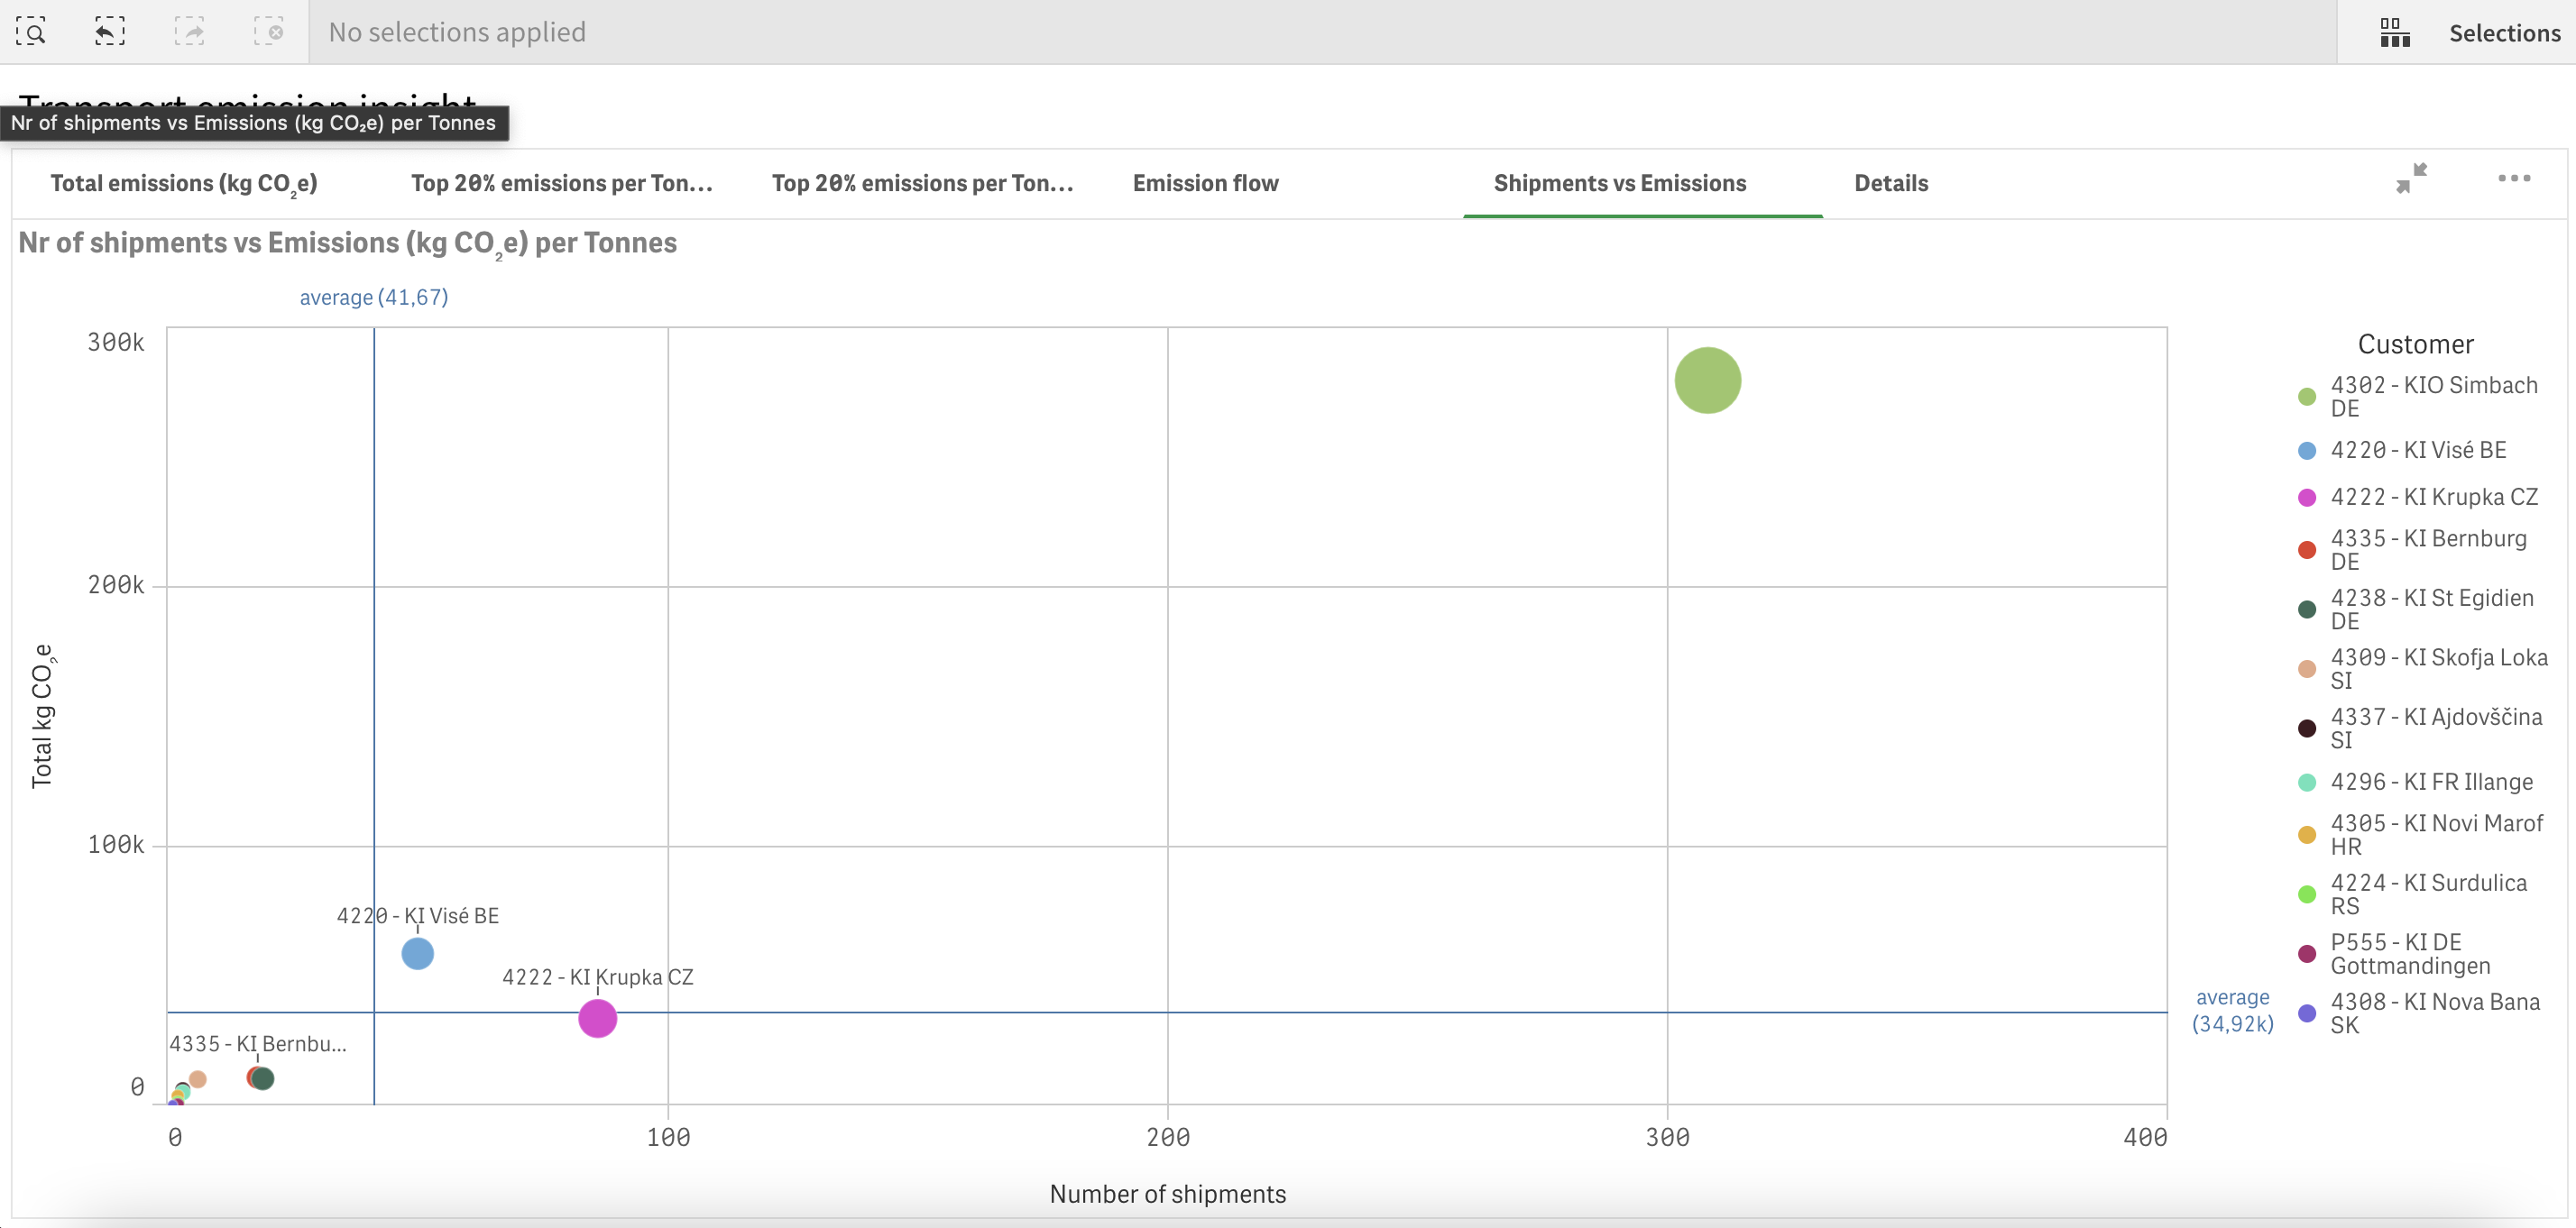 No selections applied
Selections
Transport emission insight
Nr of shipments vs Emissions (kg CO₂e) per Tonnes
Total emissions (kg CO₂e)
Top 20% emissions per Ton...
Top 20% emissions per Ton...
Emission flow
Shipments vs Emissions
Details
Nr of shipments vs Emissions (kg CO₂e) per Tonnes
average (41,67)
300k
200k
100k
0
Total kg CO₂e
4220 - KI Visé BE
4222 - KI Krupka CZ
4335 - KI Bernbu...
average
(34,92k)
0
100
200
300
400
Number of shipments
Customer
4302 - KIO Simbach
DE
4220 - KI Visé BE
4222 - KI Krupka CZ
4335 - KI Bernburg
DE
4238 - KI St Egidien
DE
4309 - KI Skofja Loka
SI
4337 - KI Ajdovščina
SI
4296 - KI FR Illange
4305 - KI Novi Marof
HR
4224 - KI Surdulica
RS
P555 - KI DE
Gottmandingen
4308 - KI Nova Bana
SK